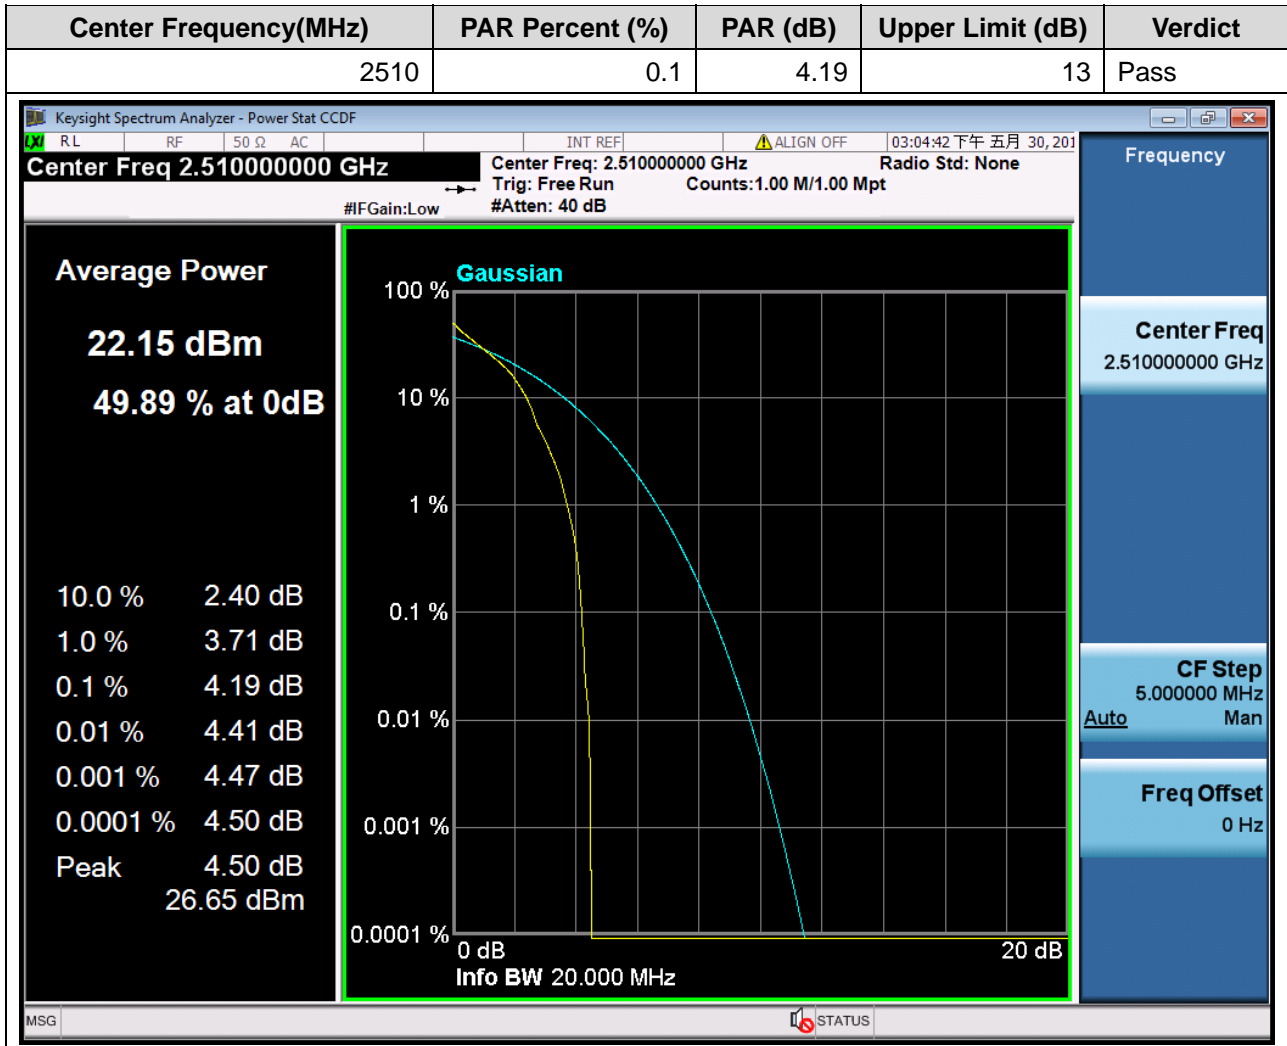 Center Frequency(MHz) PAR Percent (%) PAR (dB) Upper Limit (dB) Verdict
2510 0.1 4.19 13 Pass
Keysight Spectrum Analyzer - Power Stat CCDF
LXI RL RF 50 Ω AC INT REF ALIGN OFF 03:04:42 下午 五月 30, 201
Center Freq 2.510000000 GHz
#IFGain:Low
Center Freq: 2.510000000 GHz Radio Std: None
Trig: Free Run Counts:1.00 M/1.00 Mpt
#Atten: 40 dB
Average Power
22.15 dBm
49.89 % at 0dB
10.0 % 2.40 dB
1.0 % 3.71 dB
0.1 % 4.19 dB
0.01 % 4.41 dB
0.001 % 4.47 dB
0.0001 % 4.50 dB
Peak 4.50 dB
26.65 dBm
Gaussian
100 %
10 %
1 %
0.1 %
0.01 %
0.001 %
0.0001 %
0 dB 20 dB
Info BW 20.000 MHz
Frequency
Center Freq
2.510000000 GHz
CF Step
5.000000 MHz
Auto Man
Freq Offset
0 Hz
MSG STATUS